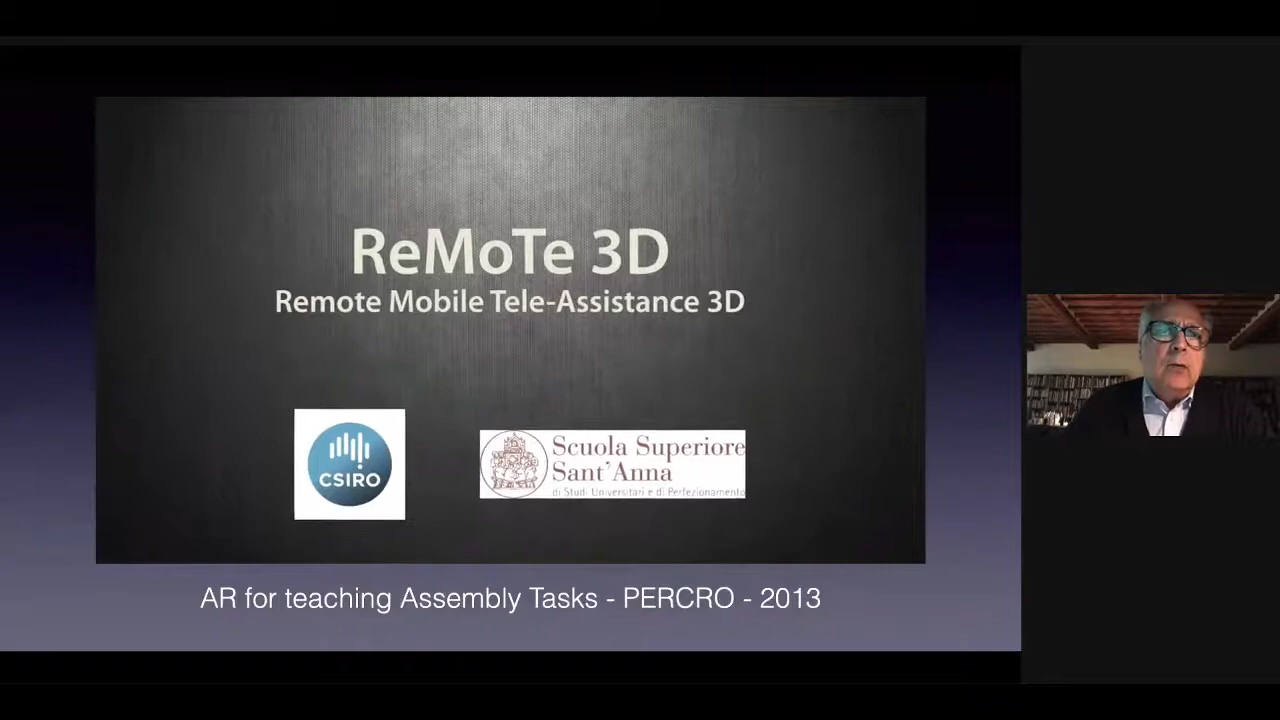 ReMoTe 3D
Remote Mobile Tele-Assistance 3D
CSIRO
Scuola Superiore
Sant'Anna
di Studi Universitari e di Perfezionamento
AR for teaching Assembly Tasks - PERCRO - 2013